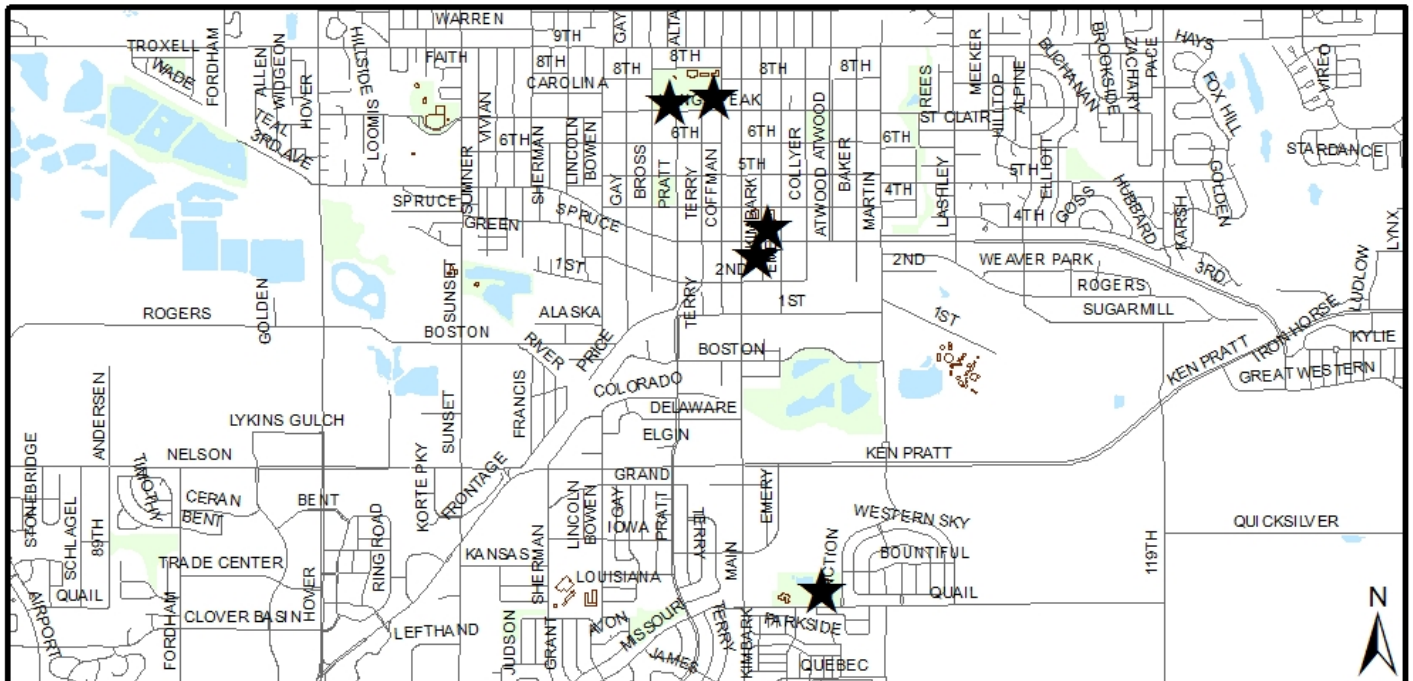 WARREN
GAY
ALTA
9TH
TROXELL
FORDHAM
ALLEN
WIDGEON
HILLSIDE
FAITH
8TH
8TH
8TH
8TH
8TH
MEEKER
BUCHANAN
BROOKSIDE
ZACHARY
PACE
HAYS
VIREO
WADE
HOVER
CAROLINA
REES
HILLTOP
ALPINE
FOX HILL
TEAL
LOOMIS
VIVIAN
ATWOOD
ST CLAIR
3RD AVE
6TH
SHERMAN
LINCOLN
BOWEN
6TH
6TH
COLLYER
6TH
STARDANCE
SUMNER
GAY
BROSS
PRATT
TERRY
COFFMAN
5TH
KIMBARK
ATWOOD
BAKER
MARTIN
4TH
LASHLEY
5TH
ELLIOTT
GOSS
HUBBARD
KARSH
GOLDEN
LYNX
SPRUCE
GREEN
SPRUCE
4TH
1ST
2ND
2ND
WEAVER PARK
3RD
LUDLOW
SUNSET
GOLDEN
TERRY
1ST
ROGERS
SUGARMILL
ROGERS
ALASKA
1ST
BOSTON
RIVER
PRICE
BOSTON
KEN PRATT
IRON HORSE
KYLIE
GREAT WESTERN
ANDERSEN
FRANCIS
COLORADO
LYKINS GULCH
SUNSET
DELAWARE
ELGIN
STONEBRIDGE
NELSON
KEN PRATT
TIMOTHY
KORTE PKY
FRONTAGE
GRAND
SCHLAGEL
89TH
CERAN
BENT
BENT
RING ROAD
LINCOLN
BOWEN
GAY
IOWA
PRATT
TERRY
MAIN
EMERY
WESTERN SKY
QUICKSILVER
TRADE CENTER
HOVER
KANSAS
SHERMAN
LOUISIANA
BOUNTIFUL
119TH
QUAIL
QUAIL
AIRPORT
FORDHAM
CLOVER BASIN
LEFTHAND
JUDSON
GRANT
AVON
MISSOURI
JAMES
TERRY
KIMBARK
PARKSIDE
QUEBEC
N